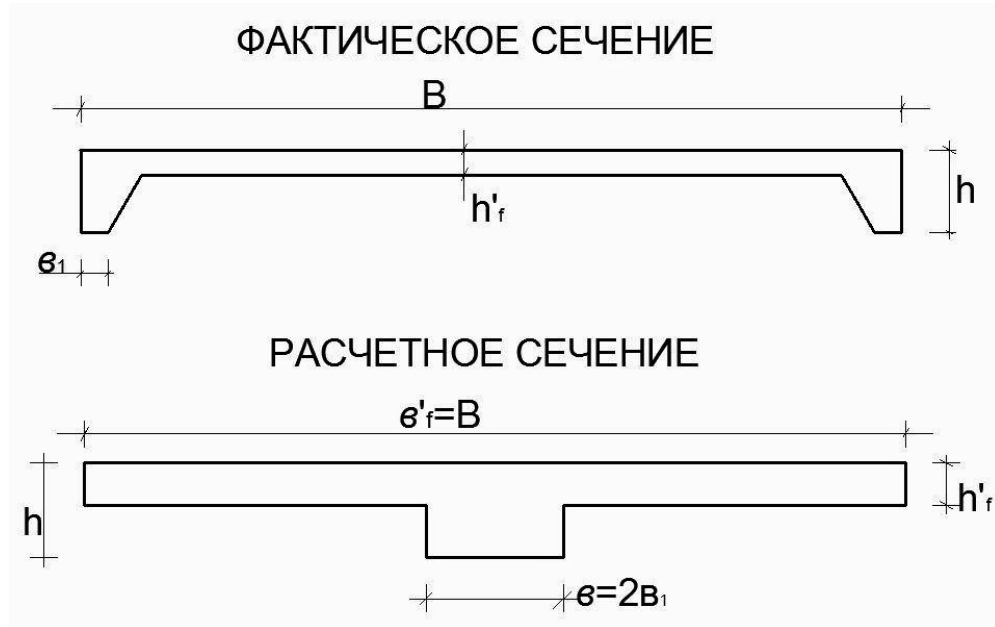 ФАКТИЧЕСКОЕ СЕЧЕНИЕ
В
h'f
h
в1
РАСЧЕТНОЕ СЕЧЕНИЕ
в'f=В
h
h'f
в=2в1